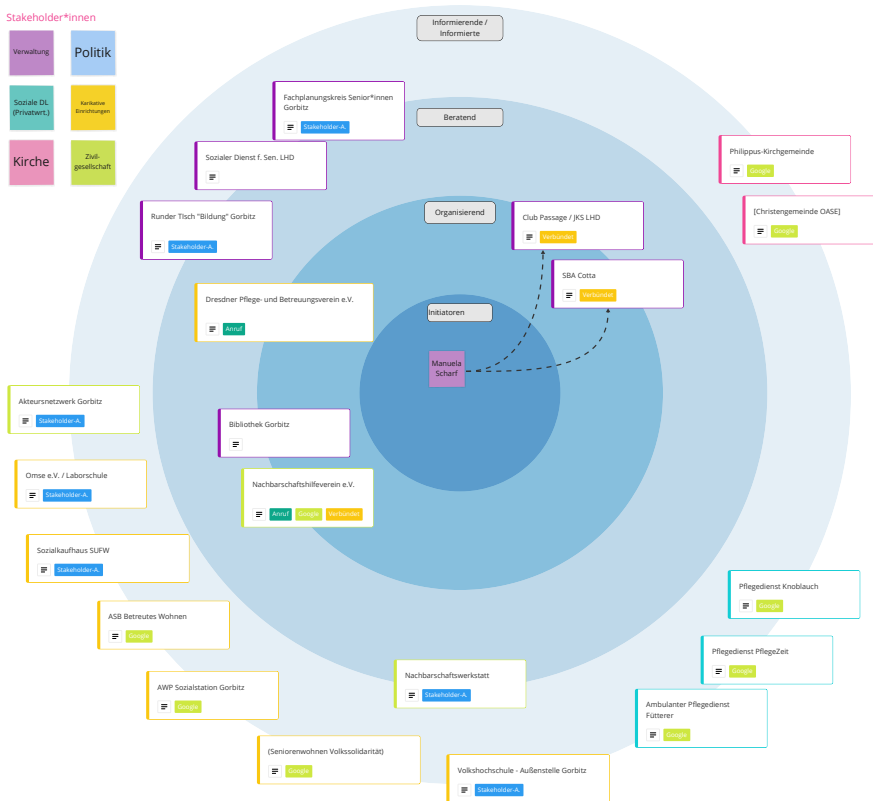 Stakeholder*innen
Verwaltung
Politik
Soziale DL
(Privatwrt.)
Karikative
Einrichtungen
Kirche
Zivil-
gesellschaft
Informierende /
Informierte
Fachplanungskreis Senior*innen
Gorbitz
Stakeholder-A.
Beratend
Sozialer Dienst f. Sen. LHD
Philippus-Kirchgemeinde
Google
Runder TIsch "Bildung" Gorbitz
Stakeholder-A.
Organisierend
Club Passage / JKS LHD
Verbündet
[Christengemeinde OASE]
Google
SBA Cotta
Verbündet
Dresdner Pflege- und Betreuungsverein e.V.
Anruf
Initiatoren
Manuela
Scharf
Akteursnetzwerk Gorbitz
Stakeholder-A.
Bibliothek Gorbitz
Omse e.V. / Laborschule
Stakeholder-A.
Nachbarschaftshilfeverein e.V.
Anruf Google Verbündet
Sozialkaufhaus SUFW
Stakeholder-A.
Pflegedienst Knoblauch
Google
ASB Betreutes Wohnen
Google
Pflegedienst PflegeZeit
Google
AWP Sozialstation Gorbitz
Google
Nachbarschaftswerkstatt
Stakeholder-A.
Ambulanter Pflegedienst
Fütterer
Google
(Seniorenwohnen Volkssolidarität)
Google
Volkshochschule - Außenstelle Gorbitz
Stakeholder-A.